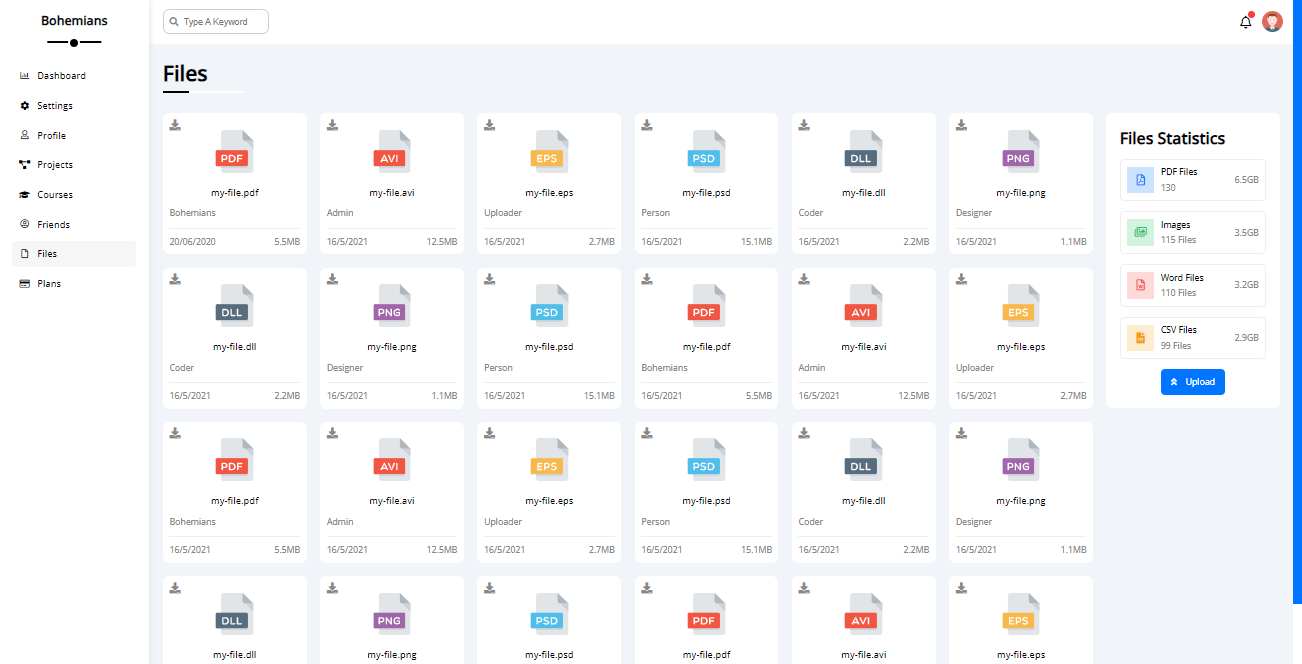 Bohemians
Type A Keyword
Dashboard
Settings
Profile
Projects
Courses
Friends
Files
Plans
Files
PDF AVI EPS PSD DLL PNG
my-file.pdf my-file.avi my-file.eps my-file.psd my-file.dll my-file.png
Bohemians Admin Uploader Person Coder Designer
20/06/2020 5.5MB 16/5/2021 12.5MB 16/5/2021 2.7MB 16/5/2021 15.1MB 16/5/2021 2.2MB 16/5/2021 1.1MB
DLL PNG PSD PDF AVI EPS
my-file.dll my-file.png my-file.psd my-file.pdf my-file.avi my-file.eps
Coder Designer Person Bohemians Admin Uploader
16/5/2021 2.2MB 16/5/2021 1.1MB 16/5/2021 15.1MB 16/5/2021 5.5MB 16/5/2021 12.5MB 16/5/2021 2.7MB
PDF AVI EPS PSD DLL PNG
my-file.pdf my-file.avi my-file.eps my-file.psd my-file.dll my-file.png
Bohemians Admin Uploader Person Coder Designer
16/5/2021 5.5MB 16/5/2021 12.5MB 16/5/2021 2.7MB 16/5/2021 15.1MB 16/5/2021 2.2MB 16/5/2021 1.1MB
DLL PNG PSD PDF AVI EPS
my-file.dll my-file.png my-file.psd my-file.pdf my-file.avi my-file.eps
Files Statistics
PDF Files
130
6.5GB
Images
115 Files
3.5GB
Word Files
110 Files
3.2GB
CSV Files
99 Files
2.9GB
Upload